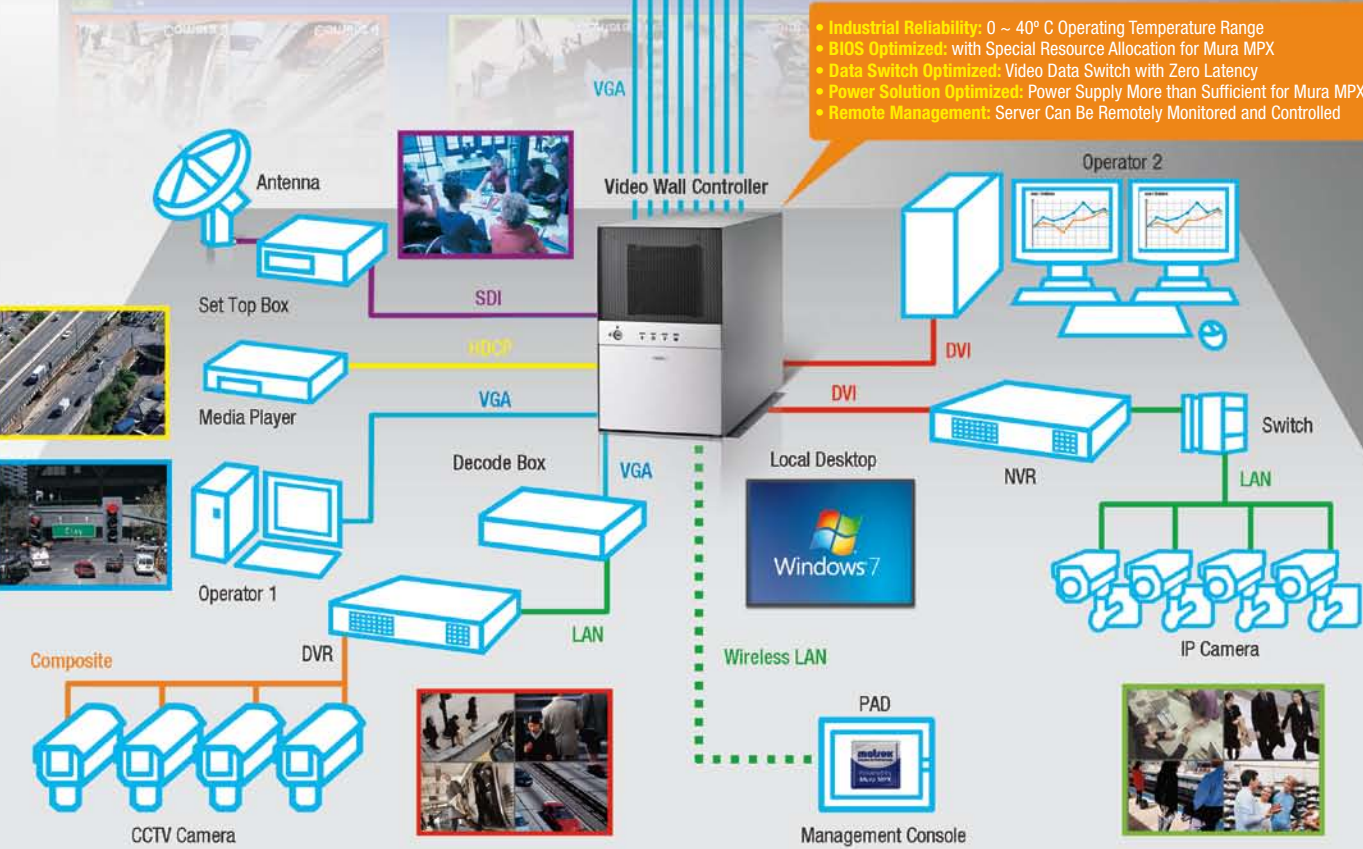 • Industrial Reliability: 0 ~ 40º C Operating Temperature Range
• BIOS Optimized: with Special Resource Allocation for Mura MPX
• Data Switch Optimized: Video Data Switch with Zero Latency
• Power Solution Optimized: Power Supply More than Sufficient for Mura MPX
• Remote Management: Server Can Be Remotely Monitored and Controlled
VGA
Operator 2
Antenna
Video Wall Controller
SDI
Set Top Box
HDCP
DVI
VGA
DVI
Media Player
Switch
Decode Box
VGA
Local Desktop
NVR
LAN
Windows 7
Operator 1
LAN
IP Camera
Composite
DVR
Wireless LAN
PAD
matrox
Mura MPX
CCTV Camera
Management Console